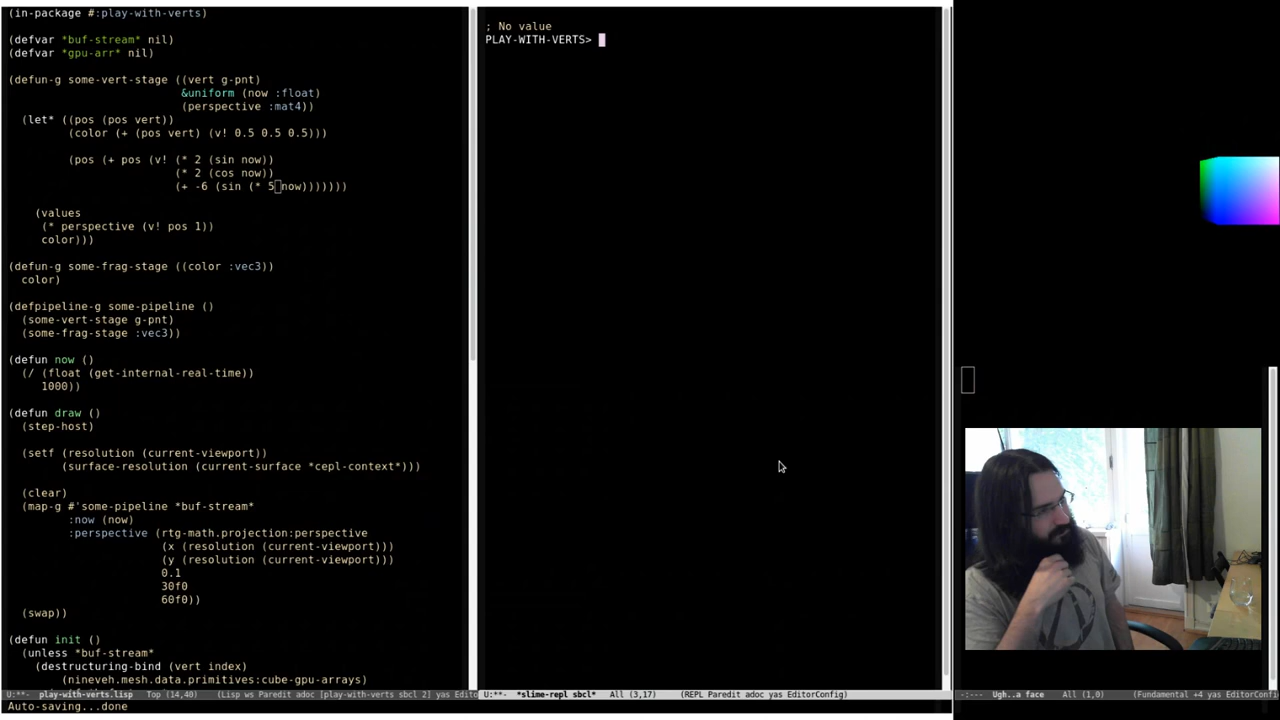 (in-package #:play-with-verts)
(defvar *buf-stream* nil)
(defvar *gpu-arr* nil)
(defun-g some-vert-stage ((vert g-pnt)
&uniform (now :float)
(perspective :mat4))
(let* ((pos (pos vert))
(color (+ (pos vert) (v! 0.5 0.5 0.5)))
(pos (+ pos (v! (* 2 (sin now))
(* 2 (cos now))
(+ -6 (sin (* 5 now)))))))
(values
(* perspective (v! pos 1))
color)))
(defun-g some-frag-stage ((color :vec3))
color)
(defpipeline-g some-pipeline ()
(some-vert-stage g-pnt)
(some-frag-stage :vec3))
(defun now ()
(/ (float (get-internal-real-time))
1000))
(defun draw ()
(step-host)
(setf (resolution (current-viewport))
(surface-resolution (current-surface *cepl-context*)))
(clear)
(map-g #'some-pipeline *buf-stream*
:now (now)
:perspective (rtg-math.projection:perspective
(x (resolution (current-viewport)))
(y (resolution (current-viewport)))
0.1
30f0
60f0))
(swap))
(defun init ()
(unless *buf-stream*
(destructuring-bind (vert index)
(nineveh.mesh.data.primitives:cube-gpu-arrays)
U:**- play-with-verts.lisp Top (14,40) (Lisp ws Paredit adoc [play-with-verts sbcl 2] yas Edito
Auto-saving...done
; No value
PLAY-WITH-VERTS>
U:**- *slime-repl sbcl* All (3,17) (REPL Paredit adoc yas EditorConfig)
-:--- Ugh..a face All (1,0) (Fundamental +4 yas EditorConfi